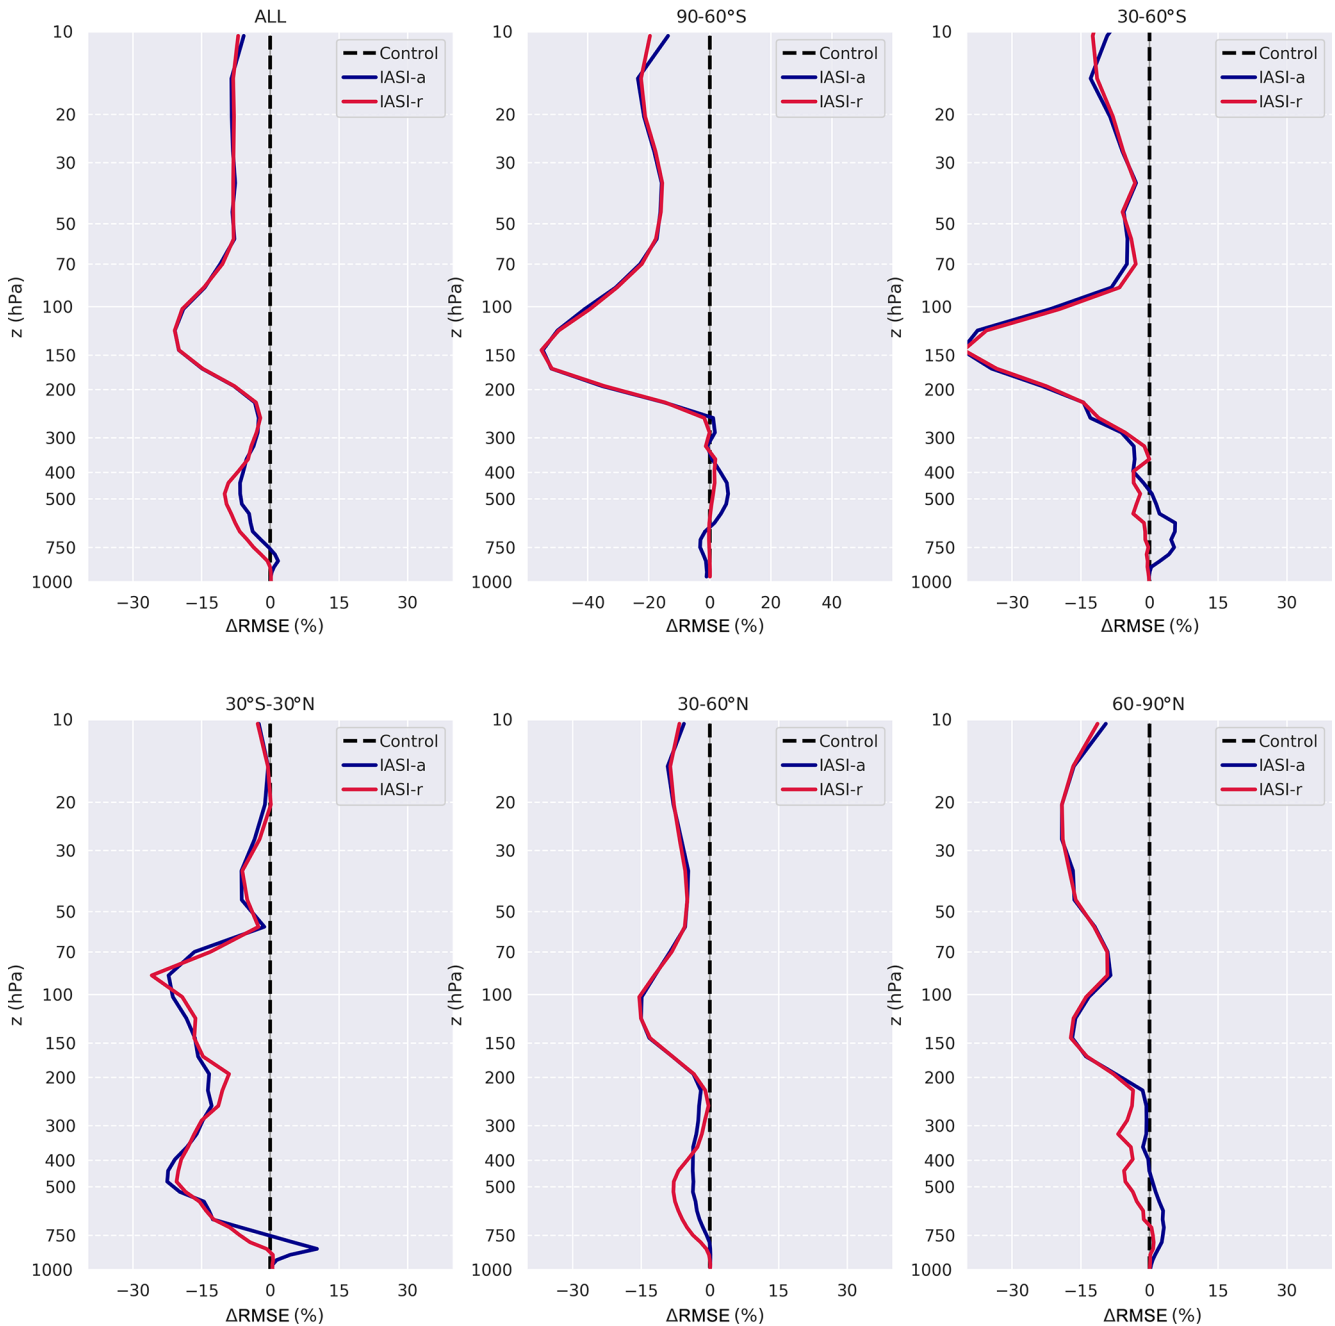 ALL
10
20
30
50
70
100
150
200
300
400
500
750
1000
z (hPa)
−30 −15 0 15 30
ΔRMSE (%)
Control
IASI-a
IASI-r
90-60°S
10
20
30
50
70
100
150
200
300
400
500
750
1000
z (hPa)
−40 −20 0 20 40
ΔRMSE (%)
Control
IASI-a
IASI-r
30-60°S
10
20
30
50
70
100
150
200
300
400
500
750
1000
z (hPa)
−30 −15 0 15 30
ΔRMSE (%)
Control
IASI-a
IASI-r
30°S-30°N
10
20
30
50
70
100
150
200
300
400
500
750
1000
z (hPa)
−30 −15 0 15 30
ΔRMSE (%)
Control
IASI-a
IASI-r
30-60°N
10
20
30
50
70
100
150
200
300
400
500
750
1000
z (hPa)
−30 −15 0 15 30
ΔRMSE (%)
Control
IASI-a
IASI-r
60-90°N
10
20
30
50
70
100
150
200
300
400
500
750
1000
z (hPa)
−30 −15 0 15 30
ΔRMSE (%)
Control
IASI-a
IASI-r